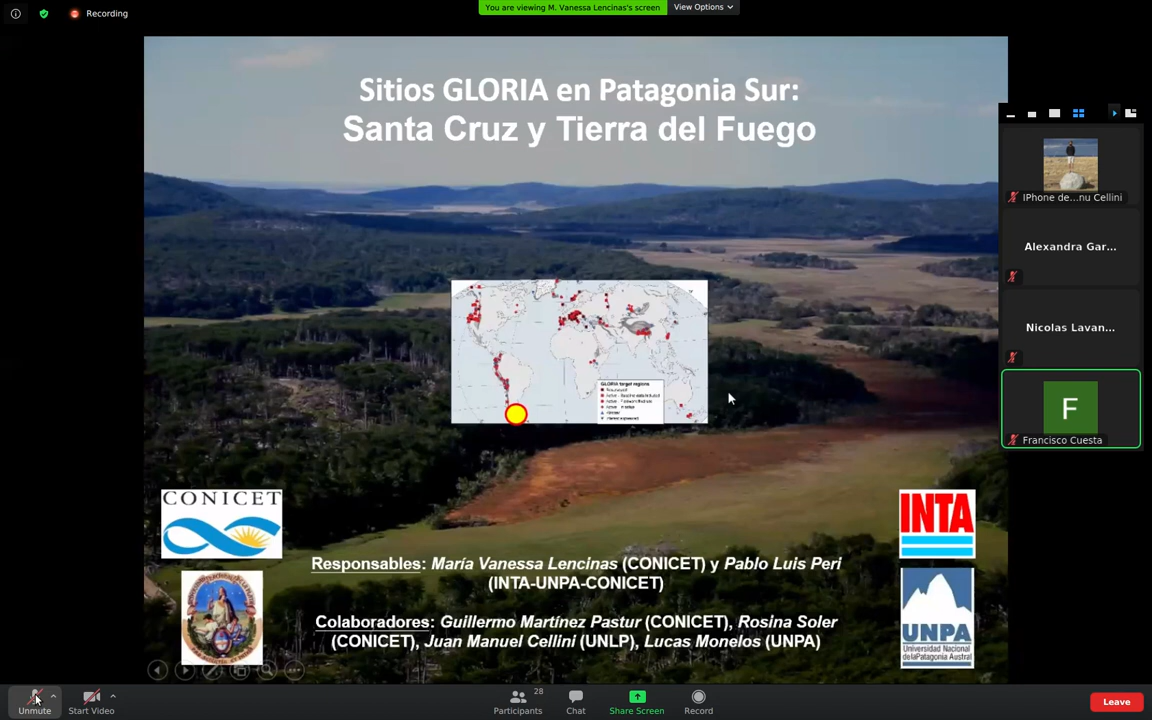 Recording
You are viewing M. Vanessa Lencinas's screen
View Options
Sitios GLORIA en Patagonia Sur:
Santa Cruz y Tierra del Fuego
IPhone de...nu Cellini
Alexandra Gar...
Nicolas Lavan...
F
Francisco Cuesta
GLORIA target regions
CONICET
INTA
UNPA
Universidad Nacional
de la Patagonia Austral
Responsables: María Vanessa Lencinas (CONICET) y Pablo Luis Peri
(INTA-UNPA-CONICET)
Colaboradores: Guillermo Martínez Pastur (CONICET), Rosina Soler
(CONICET), Juan Manuel Cellini (UNLP), Lucas Monelos (UNPA)
Unmute
Start Video
Participants
28
Chat
Share Screen
Record
Leave